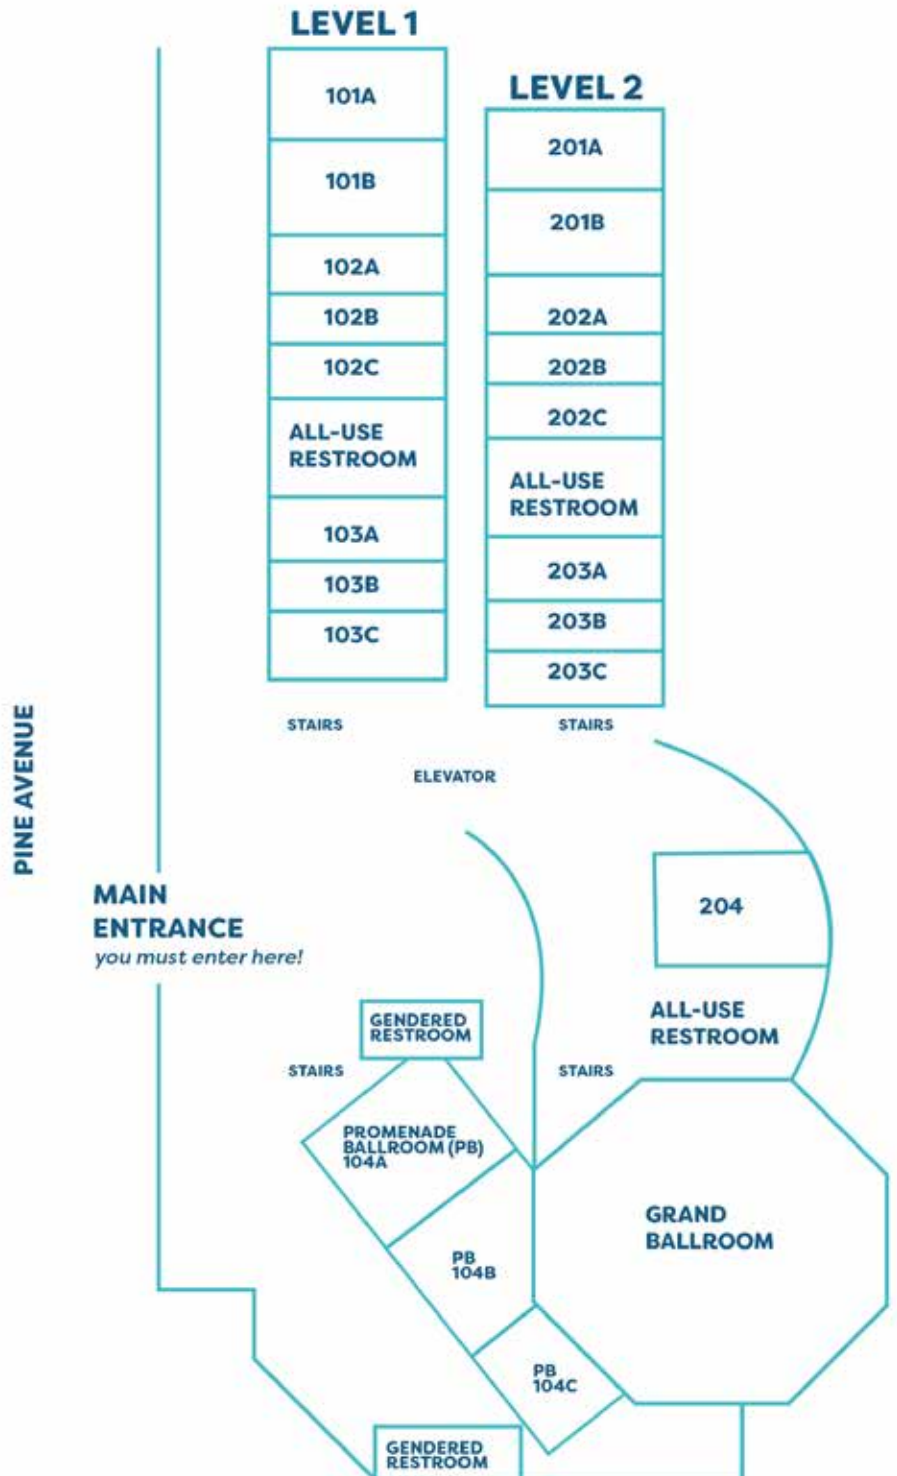 LEVEL 1
101A
101B
102A
102B
102C
ALL-USE
RESTROOM
103A
103B
103C
STAIRS
LEVEL 2
201A
201B
202A
202B
202C
ALL-USE
RESTROOM
203A
203B
203C
STAIRS
ELEVATOR
PINE AVENUE
MAIN
ENTRANCE
you must enter here!
204
ALL-USE
RESTROOM
GENDERED
RESTROOM
STAIRS
STAIRS
PROMENADE
BALLROOM (PB)
104A
PB
104B
PB
104C
GRAND
BALLROOM
GENDERED
RESTROOM